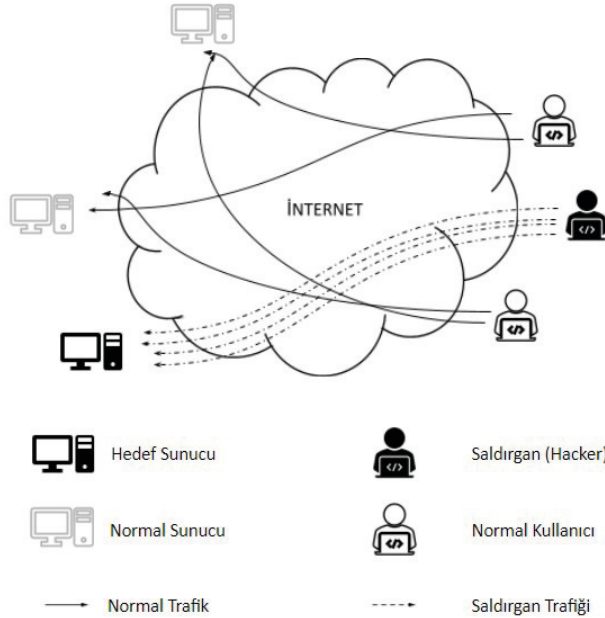 İNTERNET
Hedef Sunucu
Saldırgan (Hacker)
Normal Sunucu
Normal Kullanıcı
Normal Trafik
Saldırgan Trafiği